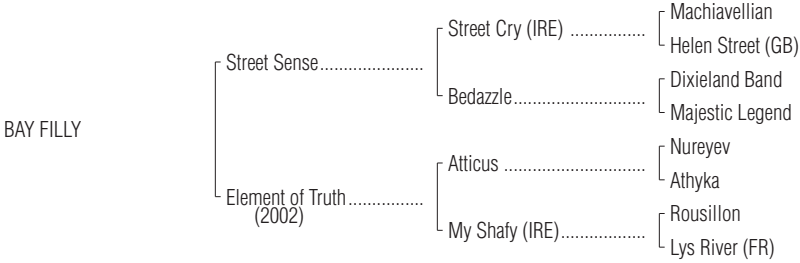 Machiavellian
Street Cry (IRE) ................
Helen Street (GB)
Street Sense......................
Dixieland Band
Bedazzle............................
Majestic Legend
BAY FILLY
Nureyev
Atticus ..............................
Athyka
Element of Truth................
(2002)
Rousillon
My Shafy (IRE)..................
Lys River (FR)